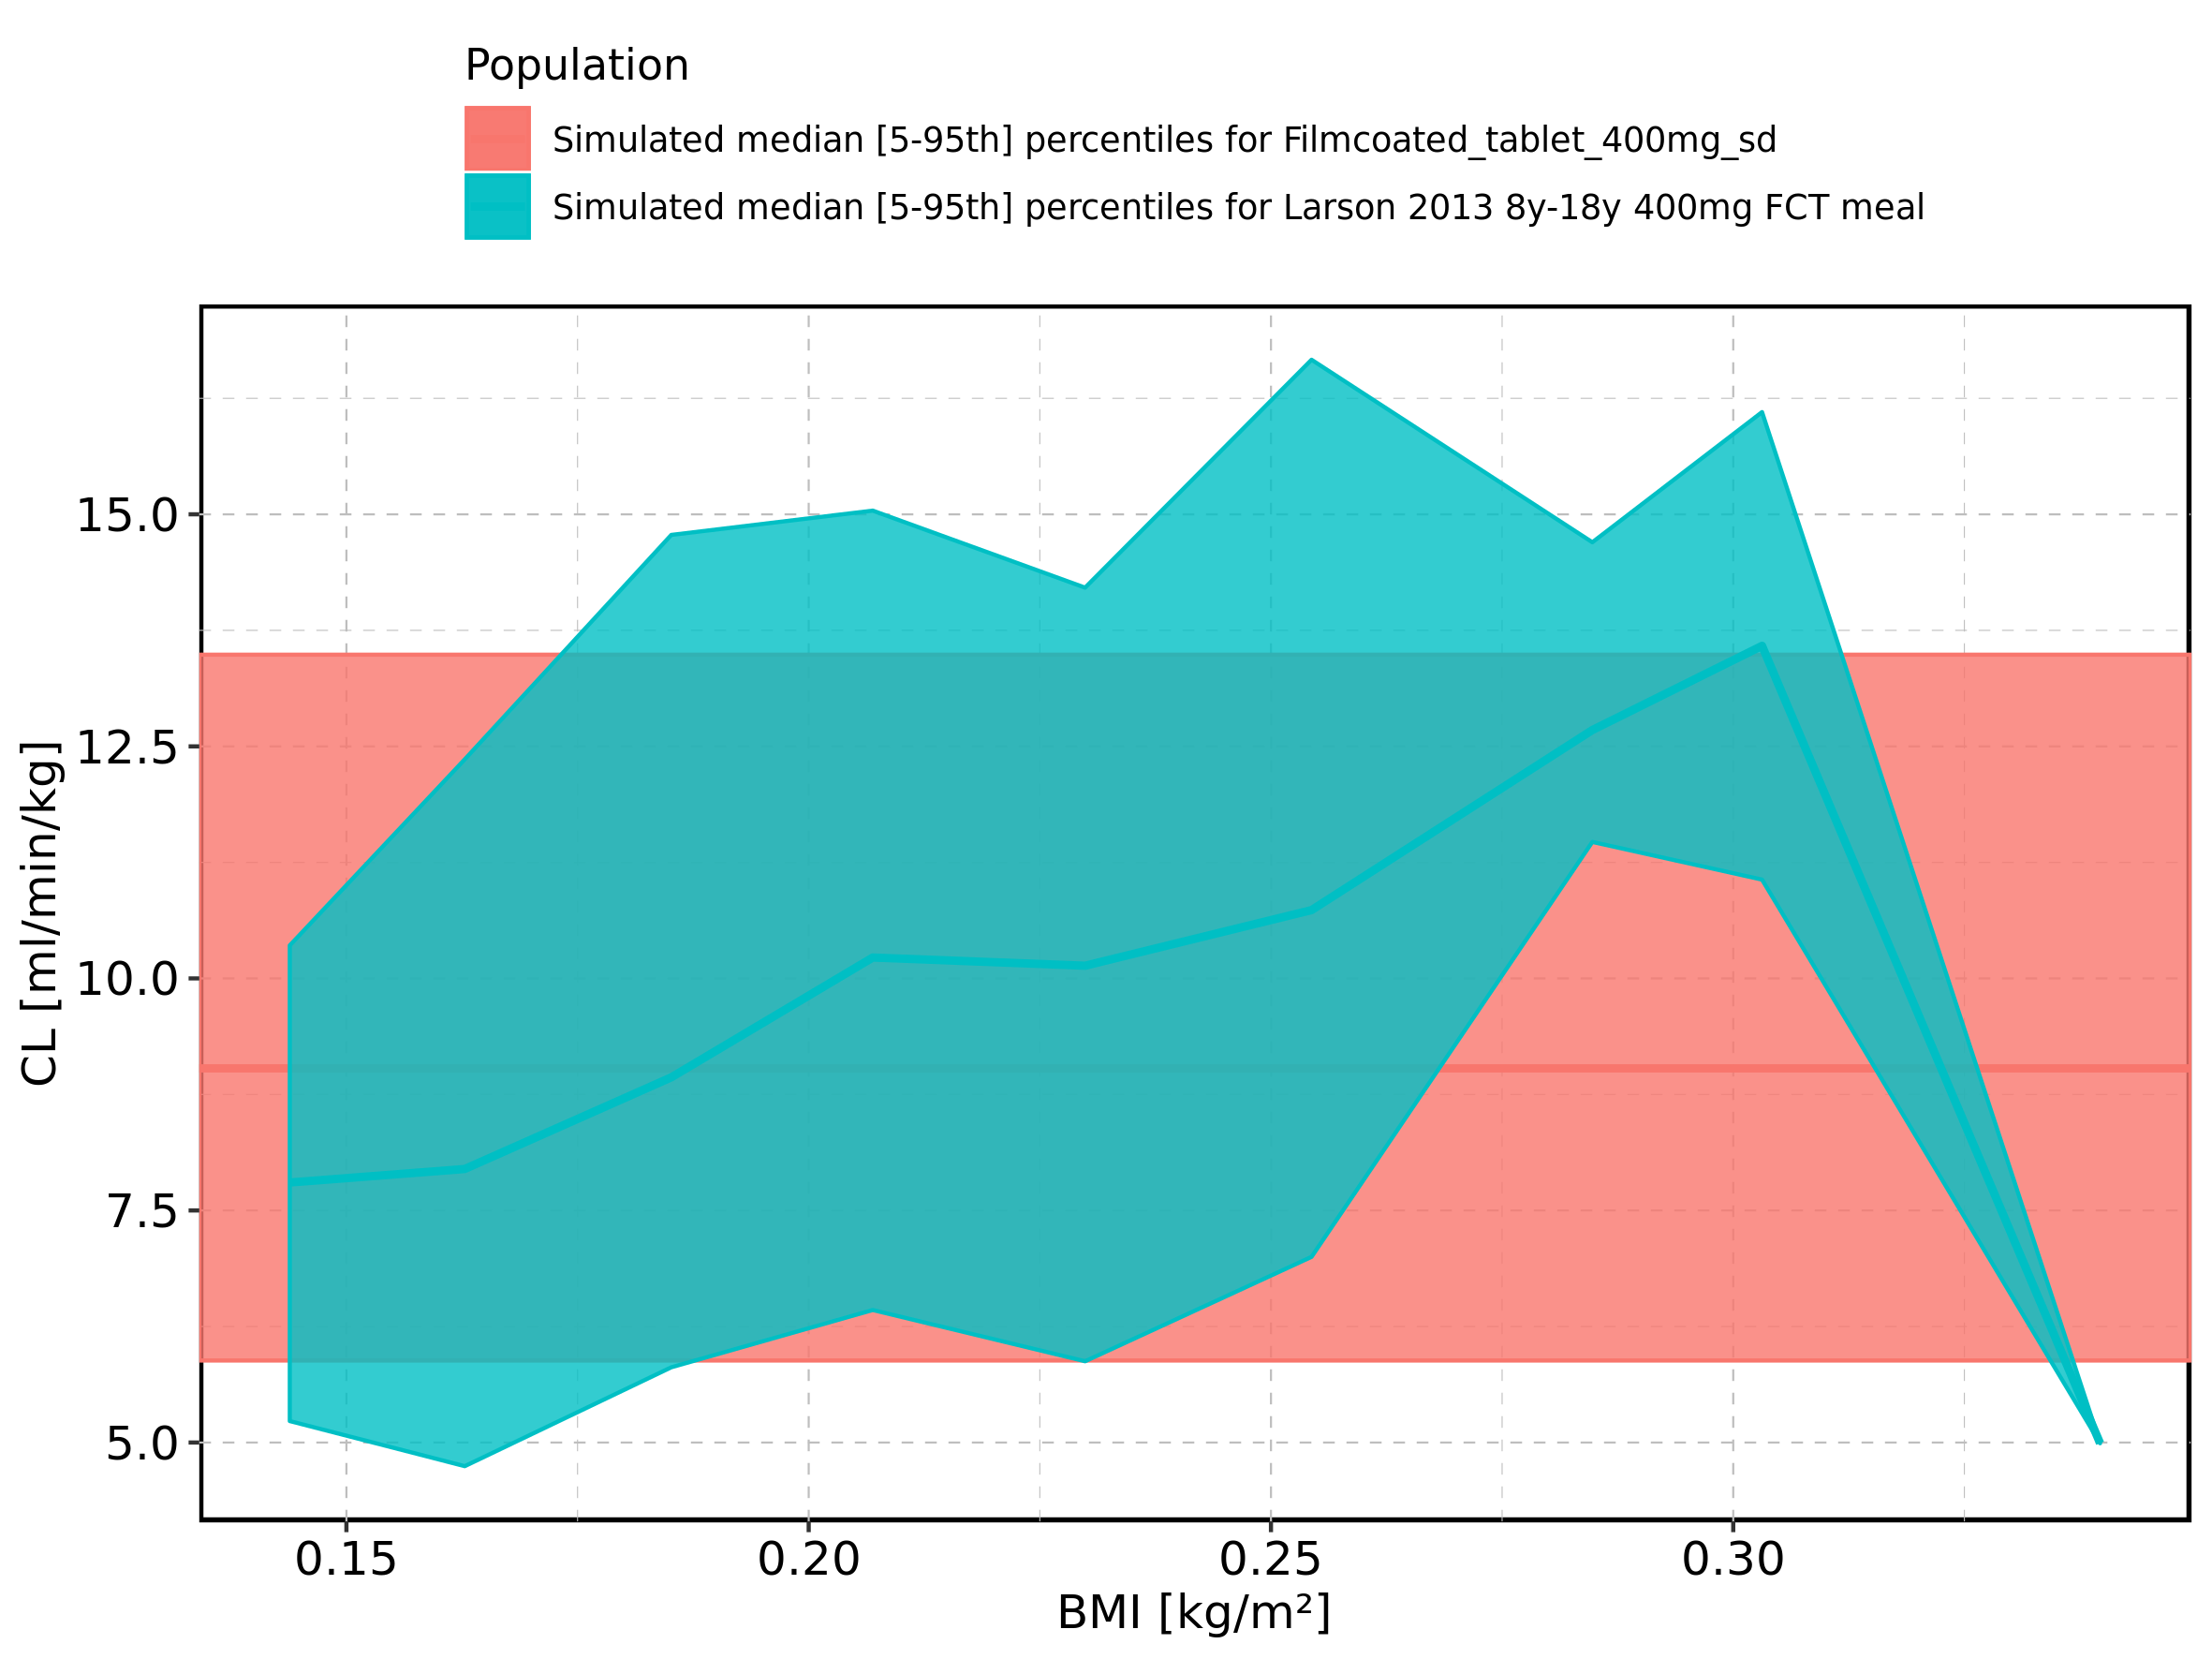 Population
Simulated median [5-95th] percentiles for Filmcoated_tablet_400mg_sd
Simulated median [5-95th] percentiles for Larson 2013 8y-18y 400mg FCT meal
CL [ml/min/kg]
15.0
12.5
10.0
7.5
5.0
0.15 0.20 0.25 0.30
BMI [kg/m²]